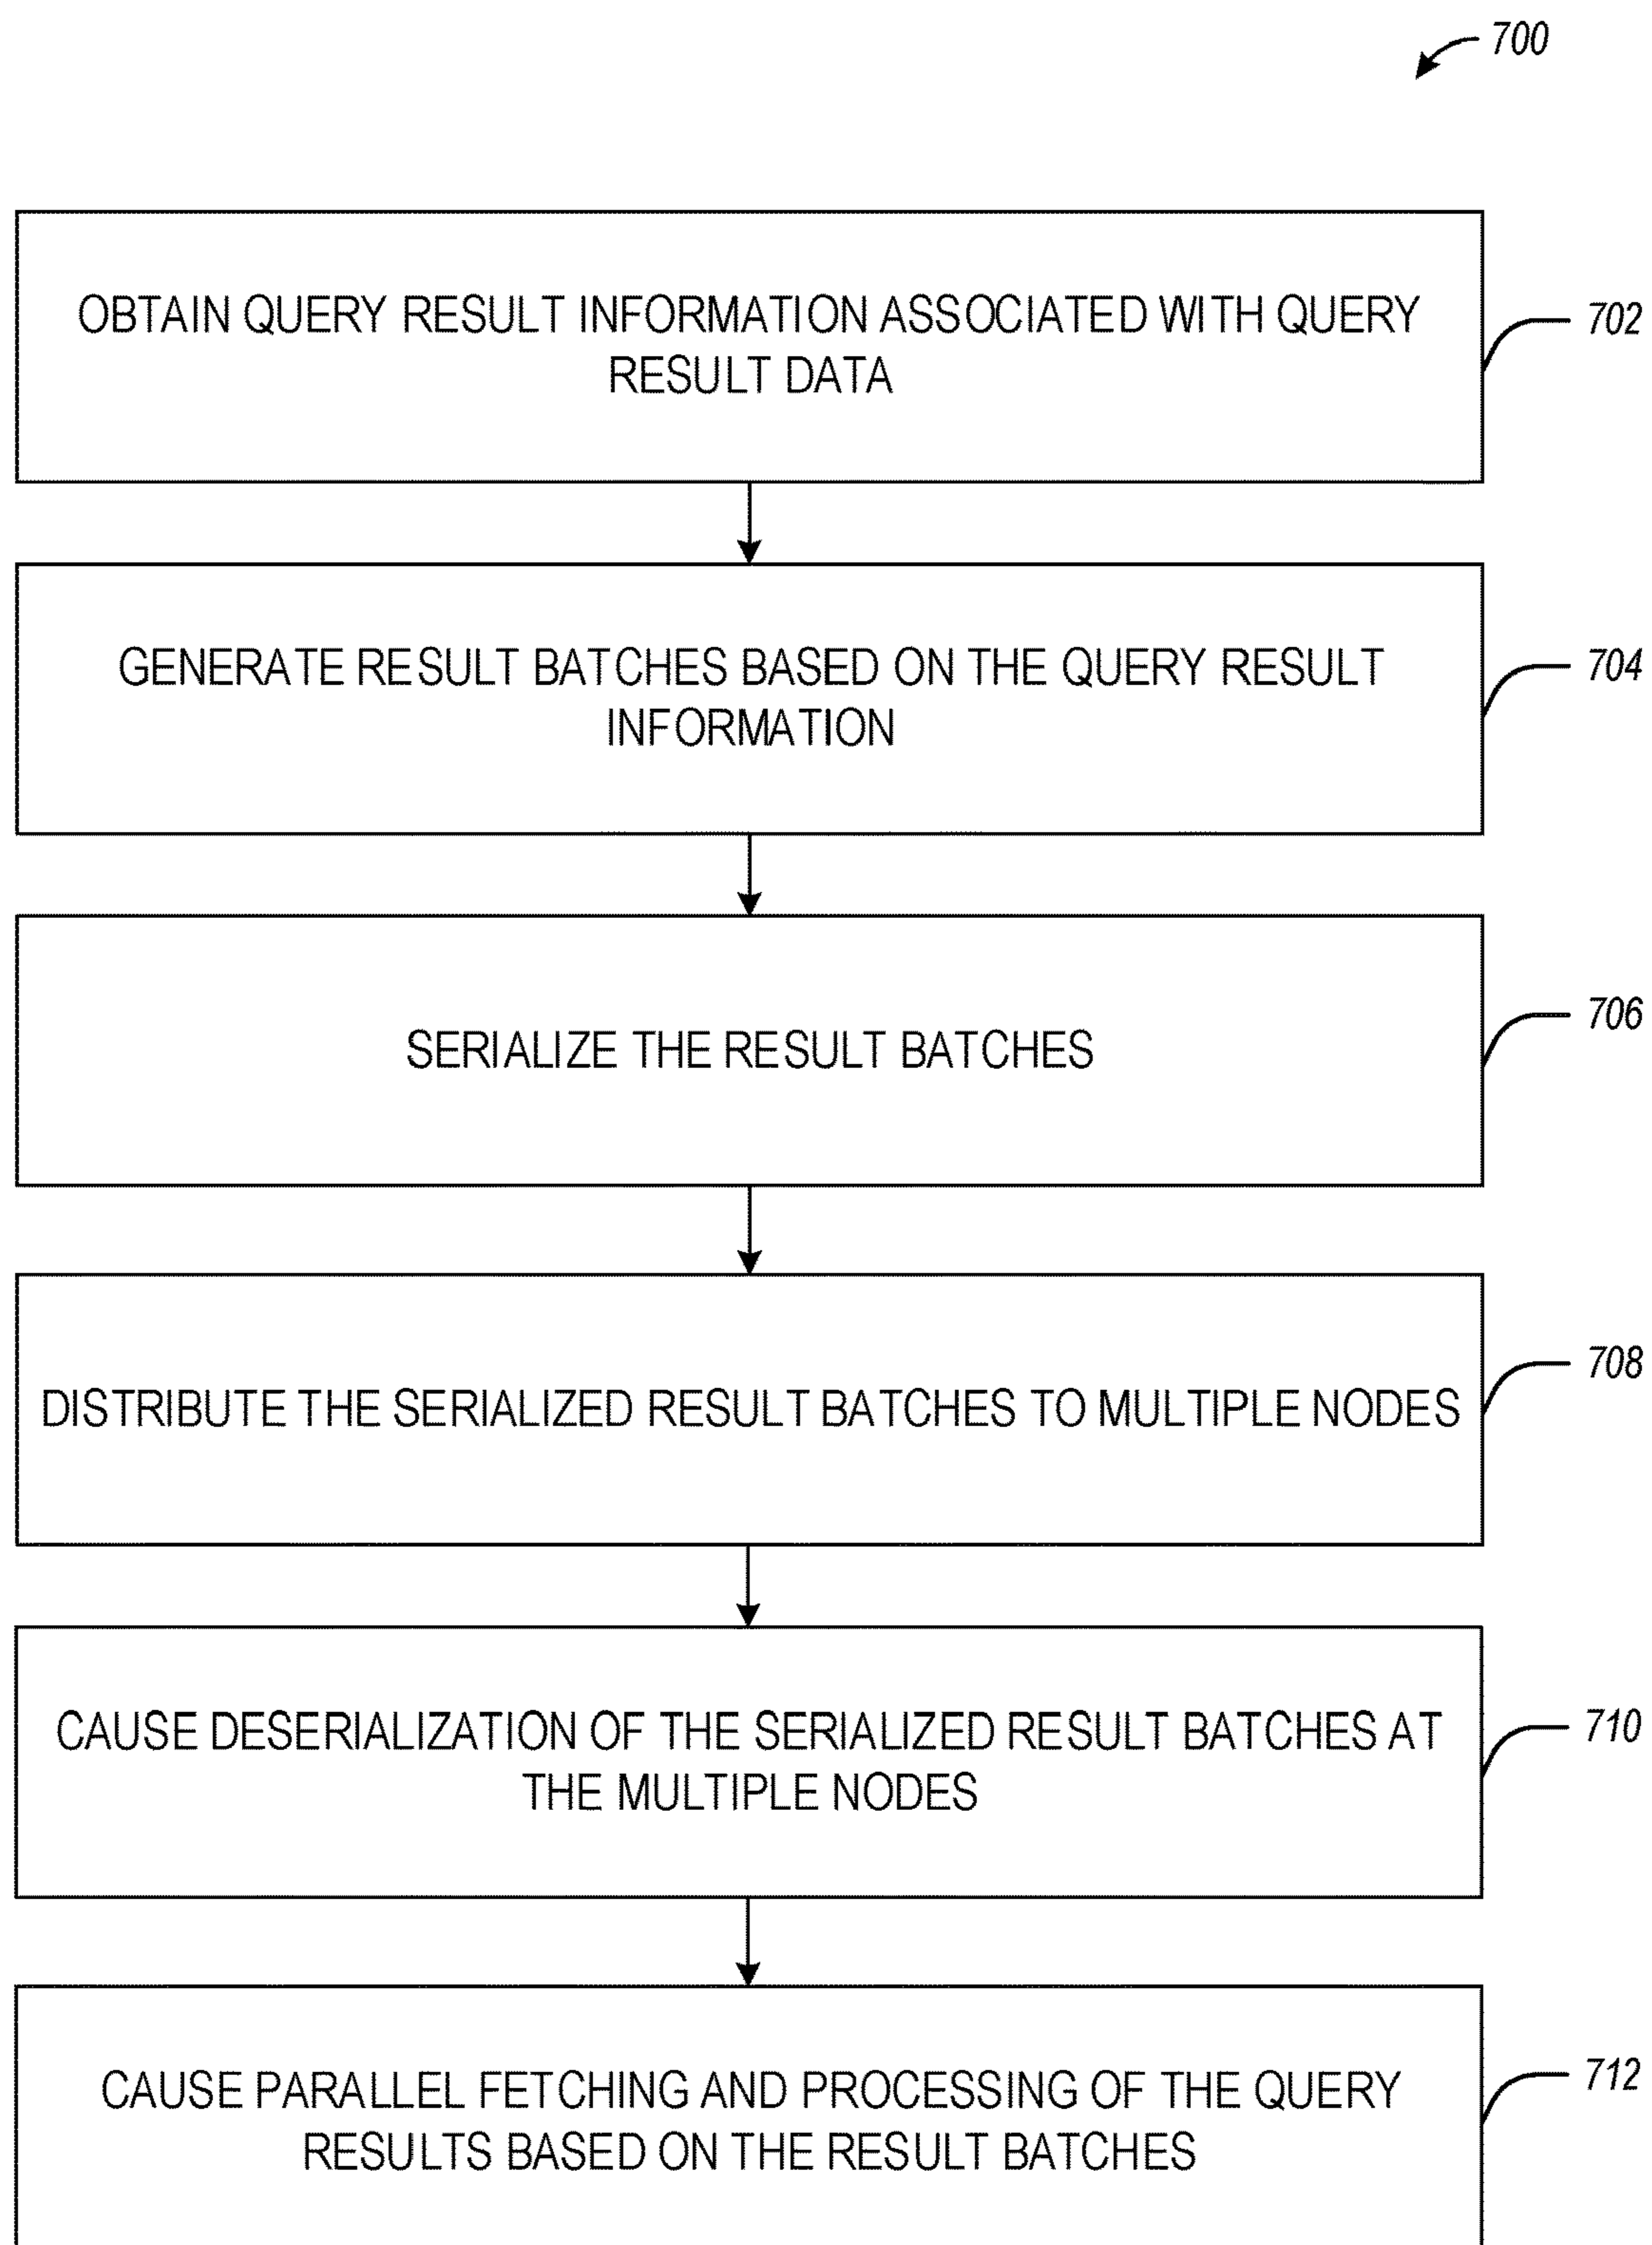 700
OBTAIN QUERY RESULT INFORMATION ASSOCIATED WITH QUERY
RESULT DATA
702
GENERATE RESULT BATCHES BASED ON THE QUERY RESULT
INFORMATION
704
SERIALIZE THE RESULT BATCHES
706
DISTRIBUTE THE SERIALIZED RESULT BATCHES TO MULTIPLE NODES
708
CAUSE DESERIALIZATION OF THE SERIALIZED RESULT BATCHES AT
THE MULTIPLE NODES
710
CAUSE PARALLEL FETCHING AND PROCESSING OF THE QUERY
RESULTS BASED ON THE RESULT BATCHES
712